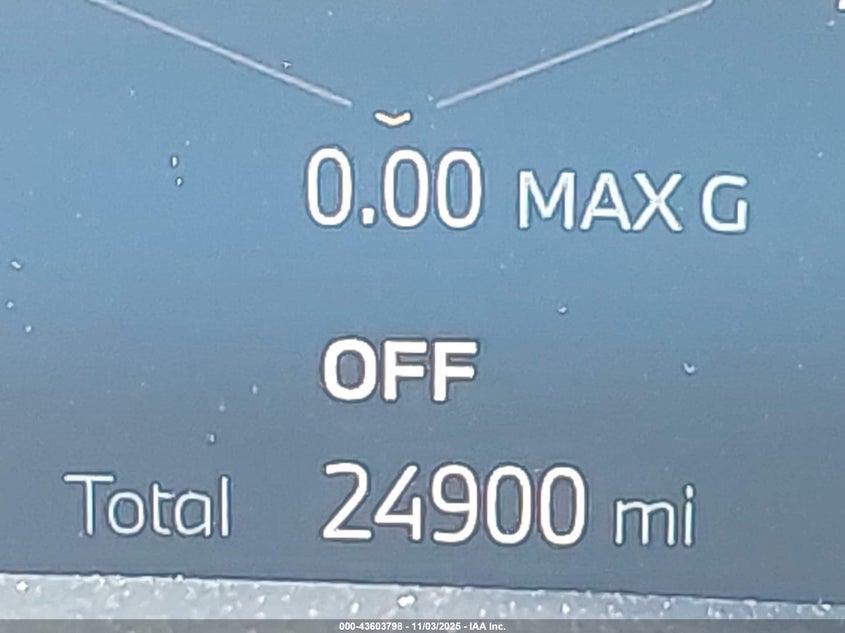 0.00 MAX G
OFF
Total 24900 mi
000-43603798 - 11/03/2025 - IAA Inc.